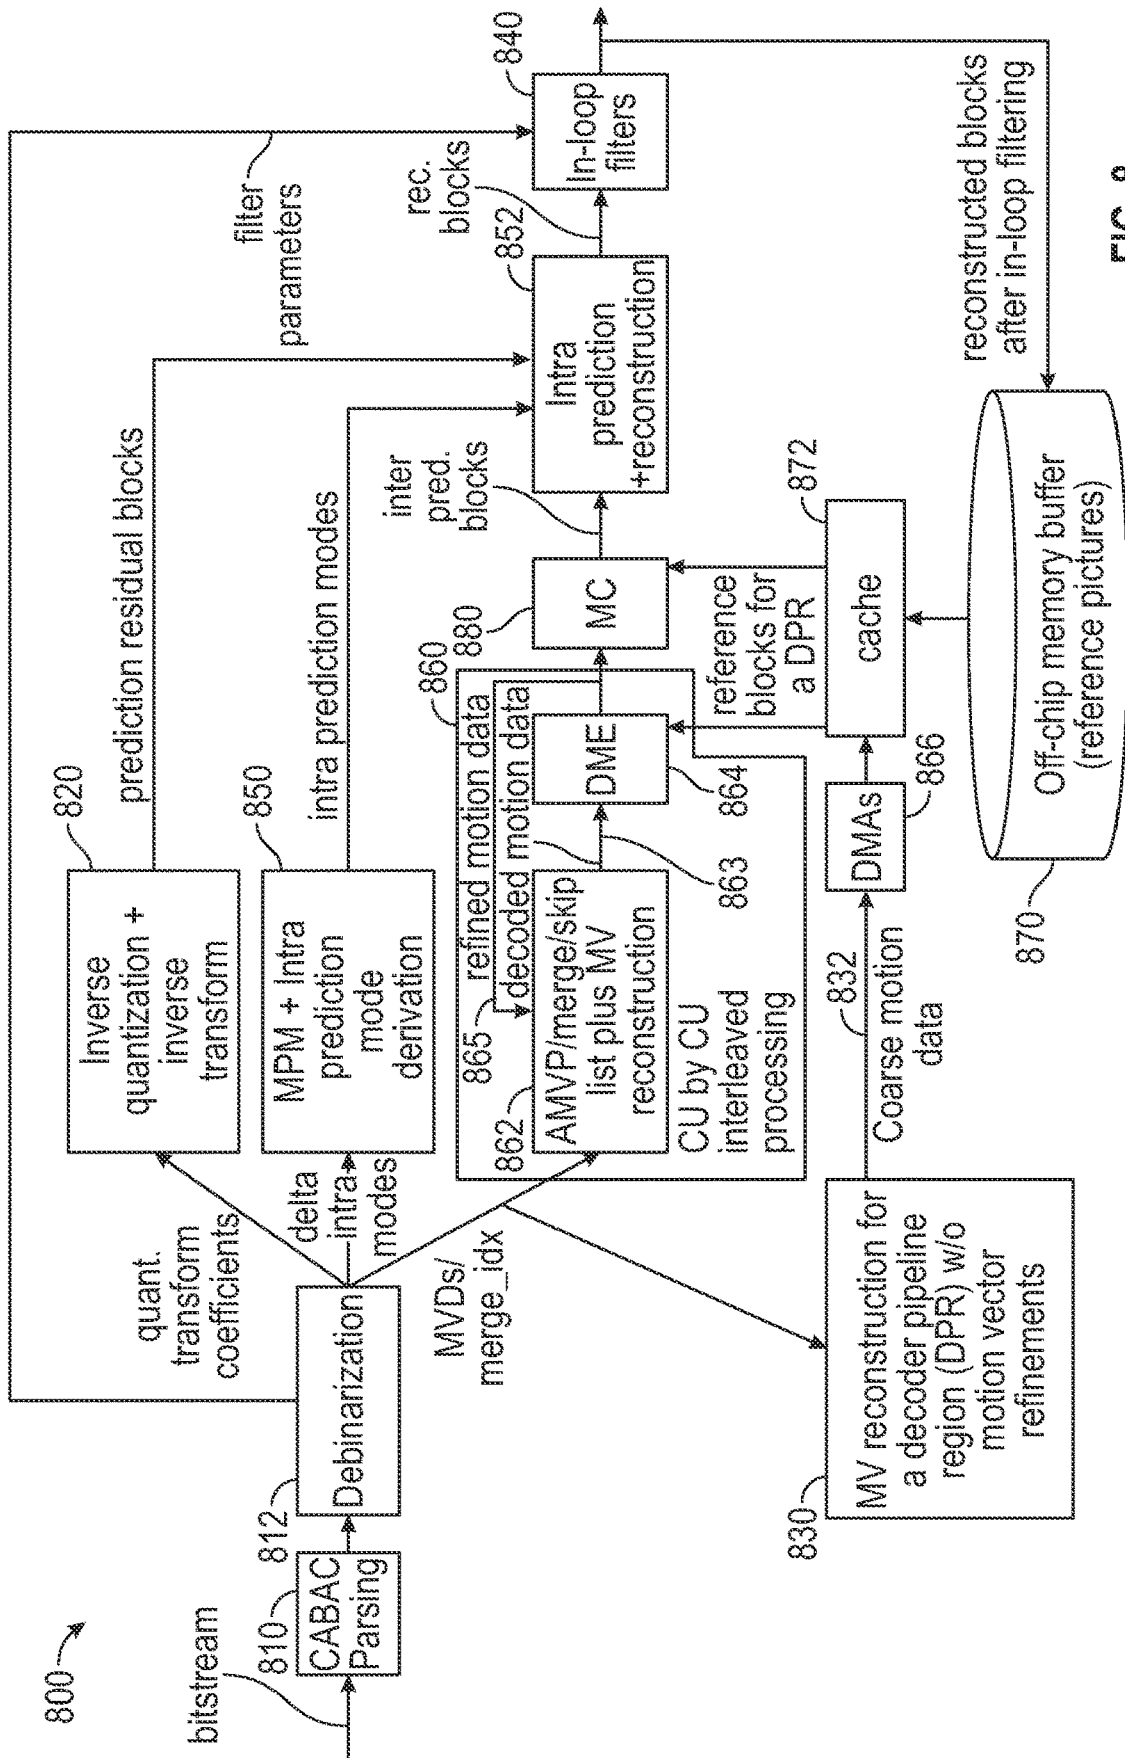 800
bitstream
810
CABAC
Parsing
812
Debinarization
quant.
transform
coefficients
delta
intra-
modes
MVDs/
merge_idx
820
Inverse
quantization +
inverse
transform
prediction residual blocks
850
MPM + Intra
prediction
mode
derivation
intra prediction modes
filter
parameters
860
865
refined motion data
decoded motion data
862
AMVP/merge/skip
list plus MV
reconstruction
863
DME
864
CU by CU
interleaved
processing
880
MC
inter
pred.
blocks
852
Intra
prediction
+reconstruction
rec.
blocks
840
In-loop
filters
830
MV reconstruction for
a decoder pipeline
region (DPR) w/o
motion vector
refinements
832
Coarse motion
data
DMAs
866
reference
blocks for
a DPR
872
cache
870
Off-chip memory buffer
(reference pictures)
reconstructed blocks
after in-loop filtering